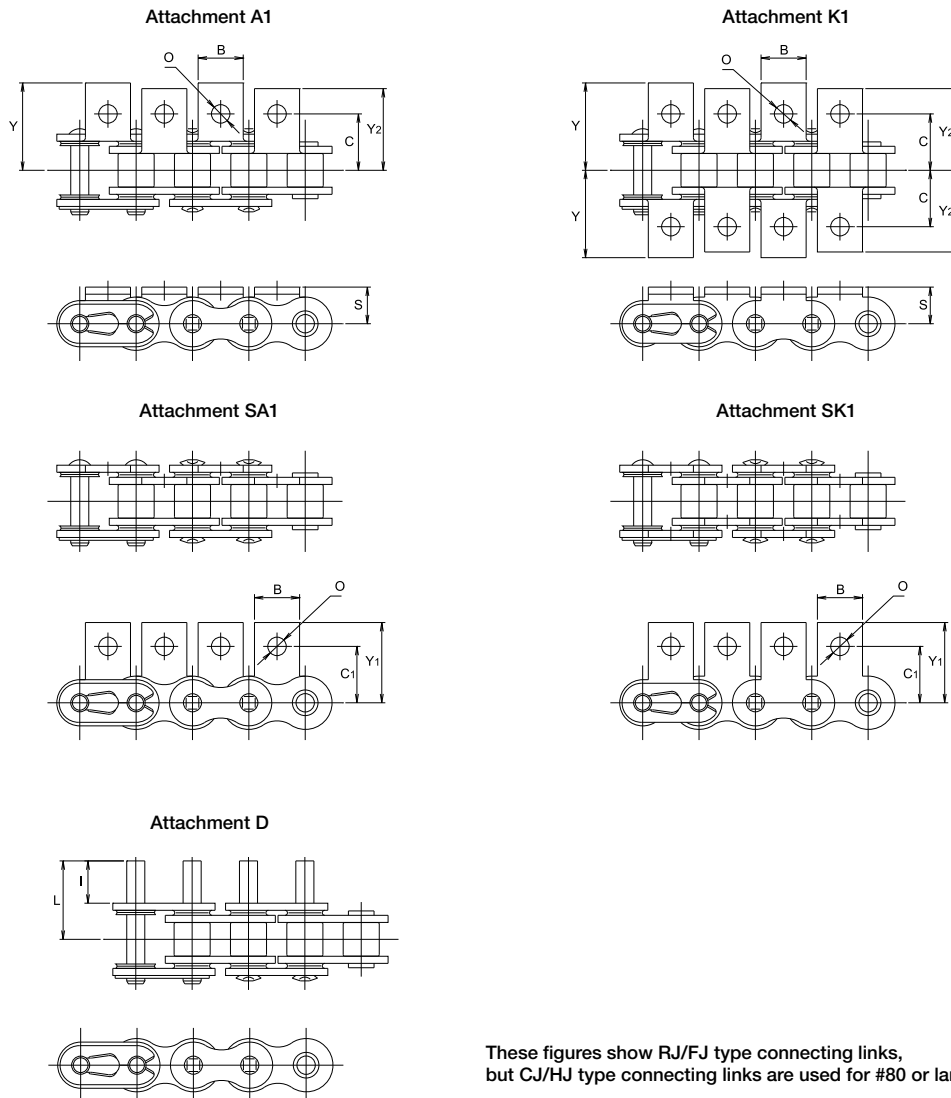 Attachment A1
Attachment K1
O
B
Y
C
Y2
S
O
B
Y
Y
C
C
Y2
Y2
S
Attachment SA1
Attachment SK1
B
O
C1
Y1
B
O
C1
Y1
Attachment D
L
I
These figures show RJ/FJ type connecting links,
but CJ/HJ type connecting links are used for #80 or